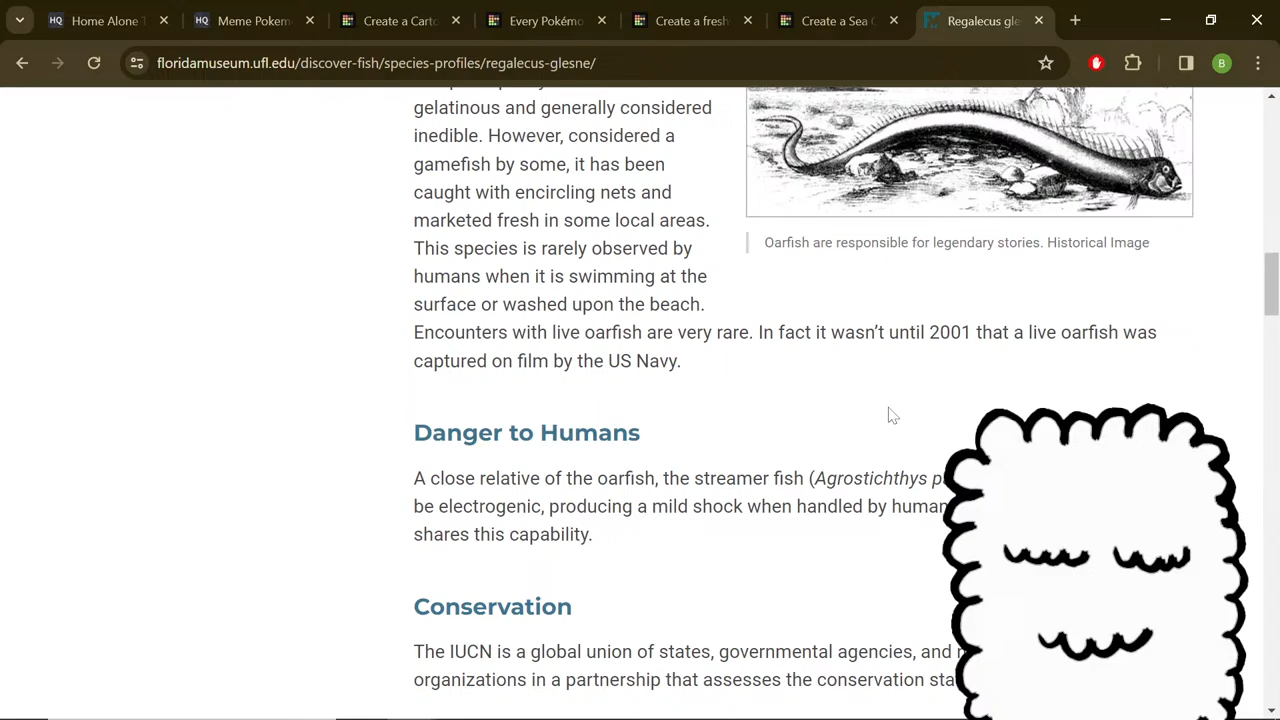 Home Alone T
Meme Pokem
Create a Carto
Every Pokémo
Create a fresh
Create a Sea C
Regalecus gle
floridamuseum.ufl.edu/discover-fish/species-profiles/regalecus-glesne/
B
gelatinous and generally considered
inedible. However, considered a
gamefish by some, it has been
caught with encircling nets and
marketed fresh in some local areas.
This species is rarely observed by
humans when it is swimming at the
surface or washed upon the beach.
Encounters with live oarfish are very rare. In fact it wasn’t until 2001 that a live oarfish was
captured on film by the US Navy.
Oarfish are responsible for legendary stories. Historical Image
Danger to Humans
A close relative of the oarfish, the streamer fish (Agrostichthys p
be electrogenic, producing a mild shock when handled by human
shares this capability.
Conservation
The IUCN is a global union of states, governmental agencies, and
organizations in a partnership that assesses the conservation sta